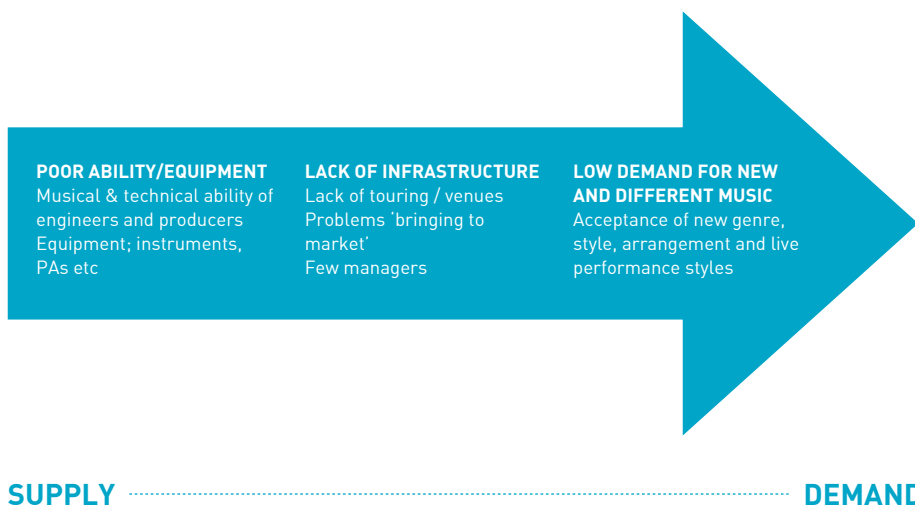 POOR ABILITY/EQUIPMENT
Musical & technical ability of
engineers and producers
Equipment; instruments,
PAs etc
LACK OF INFRASTRUCTURE
Lack of touring / venues
Problems ‘bringing to
market’
Few managers
LOW DEMAND FOR NEW
AND DIFFERENT MUSIC
Acceptance of new genre,
style, arrangement and live
performance styles
SUPPLY
DEMAND